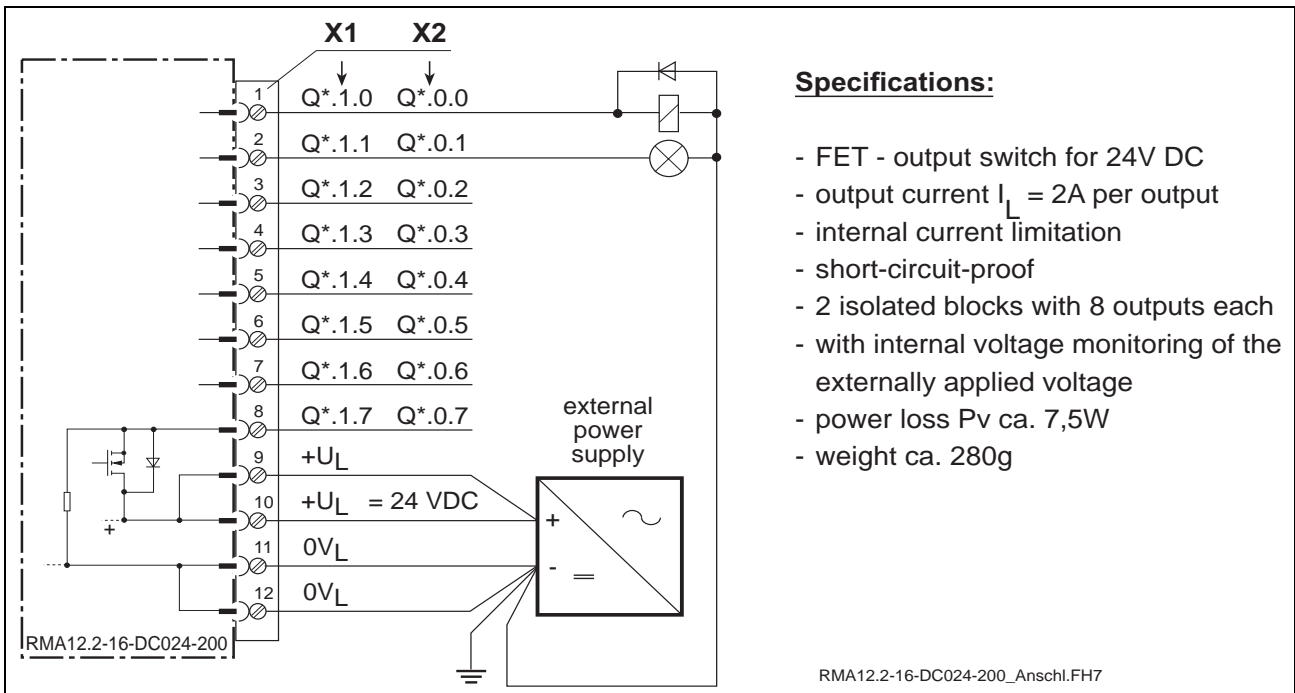 X1 X2
1 Q*.1.0 Q*.0.0
2 Q*.1.1 Q*.0.1
3 Q*.1.2 Q*.0.2
4 Q*.1.3 Q*.0.3
5 Q*.1.4 Q*.0.4
6 Q*.1.5 Q*.0.5
7 Q*.1.6 Q*.0.6
8 Q*.1.7 Q*.0.7
9 +UL
10 +UL = 24 VDC
11 0VL
12 0VL
+
external
power
supply
+
-
RMA12.2-16-DC024-200
Specifications:
- FET - output switch for 24V DC
- output current IL = 2A per output
- internal current limitation
- short-circuit-proof
- 2 isolated blocks with 8 outputs each
- with internal voltage monitoring of the
externally applied voltage
- power loss Pv ca. 7,5W
- weight ca. 280g
RMA12.2-16-DC024-200_Anschl.FH7